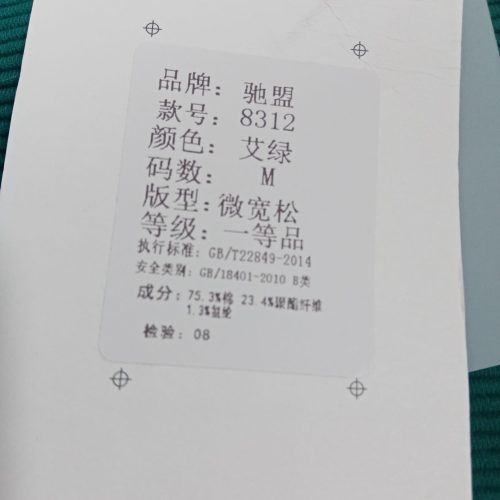 品牌： 驰盟
款号： 8312
颜色： 艾绿
码数： M
版型：微宽松
等级： 一等品
执行标准：GB/T22849-2014
安全类别：GB/18401-2010 B类
成分：75.3%棉 23.4%聚酯纤维
1.3%氨纶
检验：08